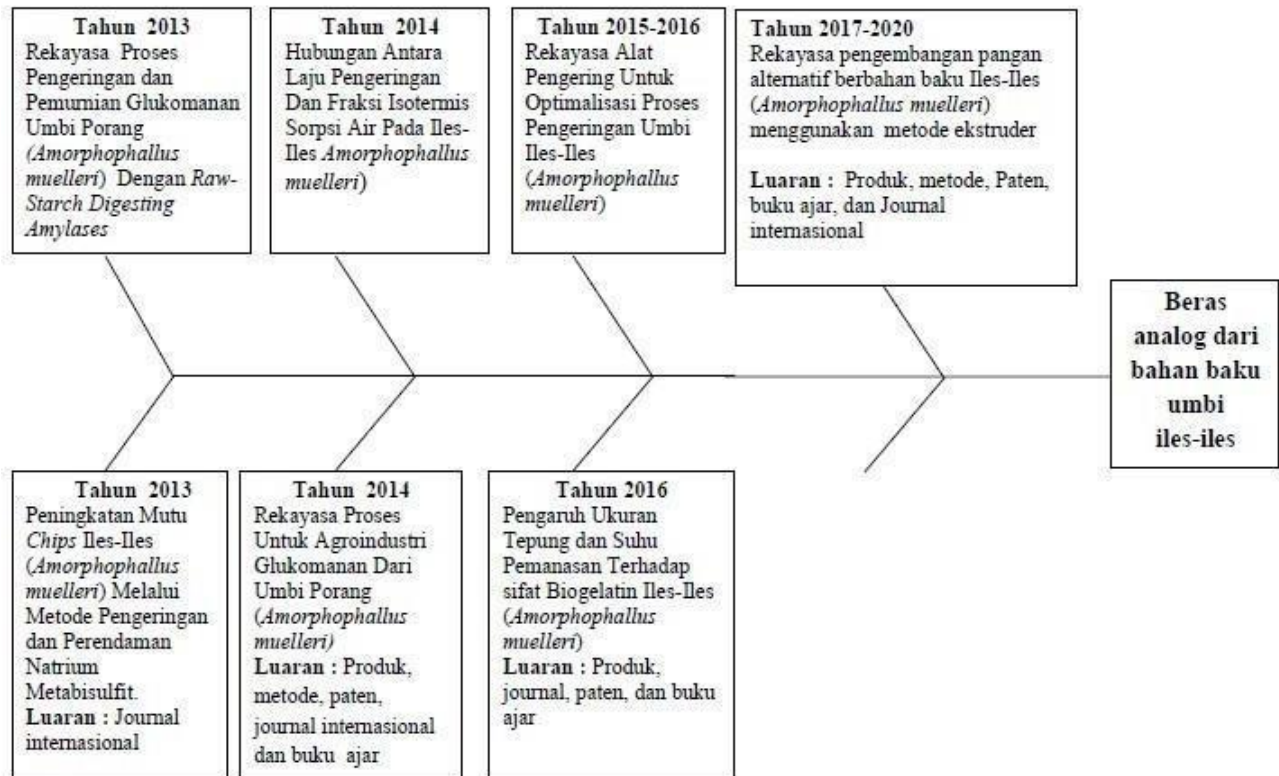 Tahun 2013
Rekayasa Proses
Pengeringan dan
Pemurnian Glukomanan
Umbi Porang
(Amorphophallus
muelleri) Dengan Raw-
Starch Digesting
Amylases
Tahun 2014
Hubungan Antara
Laju Pengeringan
Dan Fraksi Isotermis
Sorpsi Air Pada Iles-
Iles Amorphophallus
muelleri)
Tahun 2015-2016
Rekayasa Alat
Pengering Untuk
Optimalisasi Proses
Pengeringan Umbi
Iles-Iles
(Amorphophallus
muelleri)
Tahun 2017-2020
Rekayasa pengembangan pangan
alternatif berbahan baku Iles-Iles
(Amorphophallus muelleri)
menggunakan metode ekstruder
Luaran : Produk, metode, Paten,
buku ajar, dan Journal
internasional
Beras
analog dari
bahan baku
umbi
iles-iles
Tahun 2013
Peningkatan Mutu
Chips Iles-Iles
(Amorphophallus
muelleri) Melalui
Metode Pengeringan
dan Perendaman
Natrium
Metabisulfit.
Luaran : Journal
internasional
Tahun 2014
Rekayasa Proses
Untuk Agroindustri
Glukomanan Dari
Umbi Porang
(Amorphophallus
muelleri)
Luaran : Produk,
metode, paten,
journal internasional
dan buku ajar
Tahun 2016
Pengaruh Ukuran
Tepung dan Suhu
Pemanasan Terhadap
sifat Biogelatin Iles-Iles
(Amorphophallus
muelleri)
Luaran : Produk,
journal, paten, dan buku
ajar